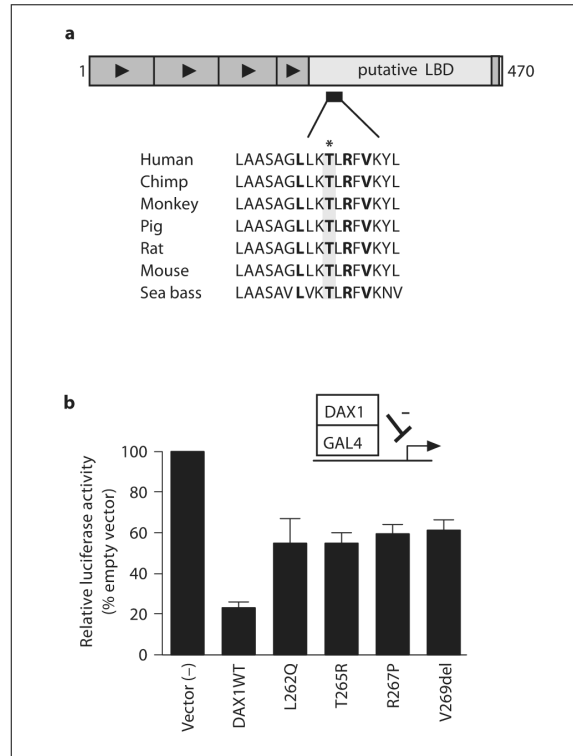 a
1 putative LBD 470
*
Human LAASAGLLKTLRFVKYL
Chimp LAASAGLLKTLRFVKYL
Monkey LAASAGLLKTLRFVKYL
Pig LAASAGLLKTLRFVKYL
Rat LAASAGLLKTLRFVKYL
Mouse LAASAGLLKTLRFVKYL
Sea bass LAASAVLVKTLRFVKNV
b
DAX1
GAL4
–
Relative luciferase activity
(% empty vector)
100
80
60
40
20
0
Vector (–)
DAX1WT
L262Q
T265R
R267P
V269del